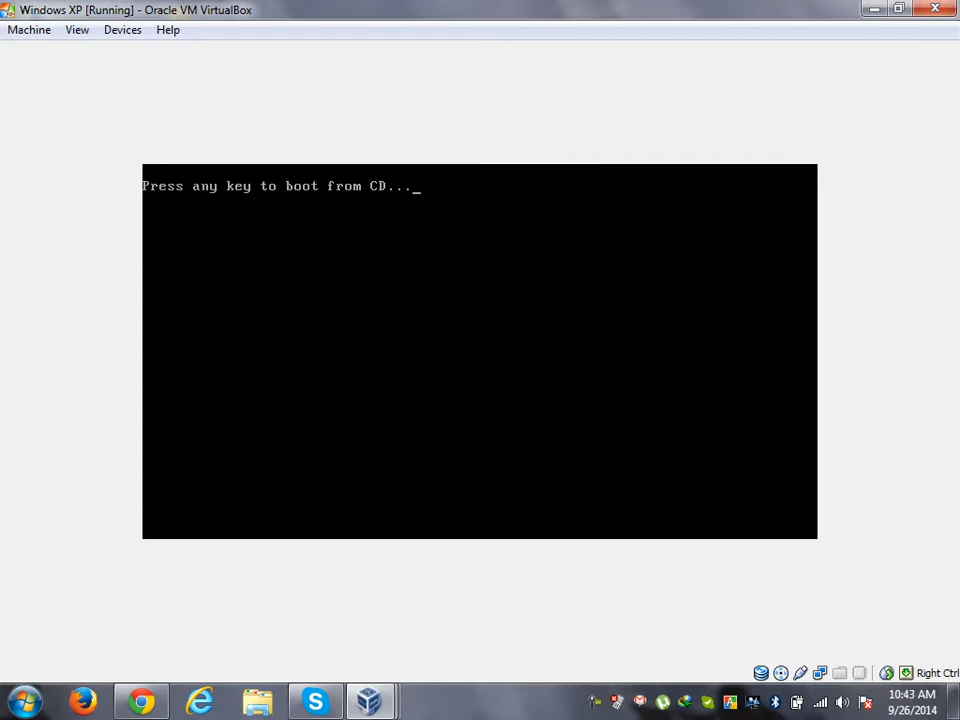 Windows XP [Running] - Oracle VM VirtualBox
Machine View Devices Help
Press any key to boot from CD..._
Right Ctrl
10:43 AM
9/26/2014